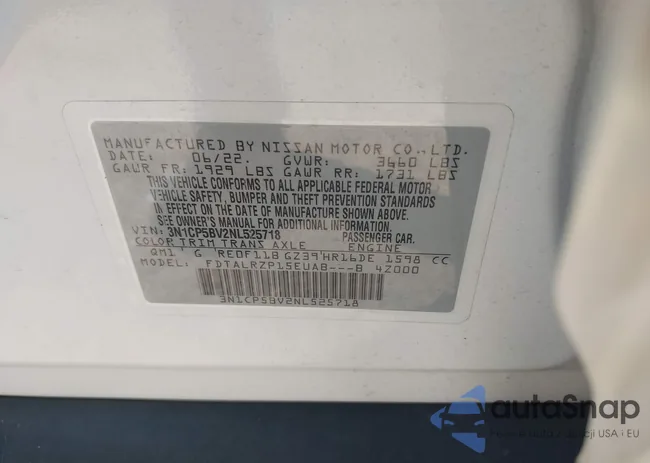 MANUFACTURED BY NISSAN MOTOR CO., LTD.
DATE: 06/22. GVWR: 3660 LBS
GAWR FR: 1929 LBS GAWR RR: 1731 LBS
THIS VEHICLE CONFORMS TO ALL APPLICABLE FEDERAL MOTOR
VEHICLE SAFETY, BUMPER AND THEFT PREVENTION STANDARDS
IN EFFECT ON THE DATE OF MANUFACTURE SHOWN ABOVE.
SEE OWNER'S MANUAL FOR ADDITIONAL INFORMATION.
VIN: 3N1CP5BV2NL525718 PASSENGER CAR.
COLOR TRIM TRANS AXLE ENGINE
QM1 G RE0F11B GZ39 HR16DE 1598 CC
FDTALRZP15EUAB---B 4Z000
3N1CP5BV2NL525718
autoSnap
USA i EU